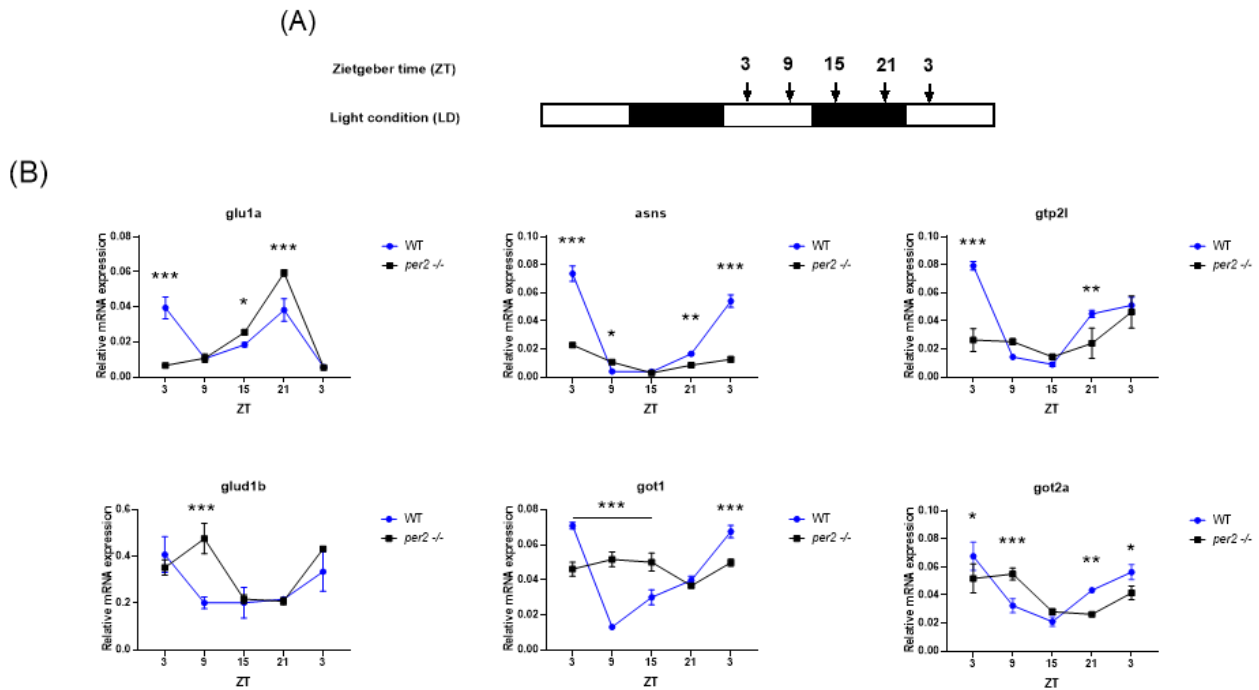 (A)
Zietgeber time (ZT)
3 9 15 21 3
Light condition (LD)
(B)
glu1a
Relative mRNA expression
0.08
0.06
0.04
0.02
0.00
*** * ***
3 9 15 21 3
ZT
WT
per2 -/-
asns
Relative mRNA expression
0.10
0.08
0.06
0.04
0.02
0.00
*** * ** ***
3 9 15 21 3
ZT
WT
per2 -/-
gtp2l
Relative mRNA expression
0.10
0.08
0.06
0.04
0.02
0.00
*** **
3 9 15 21 3
ZT
WT
per2 -/-
glud1b
Relative mRNA expression
0.6
0.4
0.2
0.0
***
3 9 15 21 3
ZT
WT
per2 -/-
got1
Relative mRNA expression
0.08
0.06
0.04
0.02
0.00
*** ***
3 9 15 21 3
ZT
WT
per2 -/-
got2a
Relative mRNA expression
0.10
0.08
0.06
0.04
0.02
0.00
* *** ** *
3 9 15 21 3
ZT
WT
per2 -/-